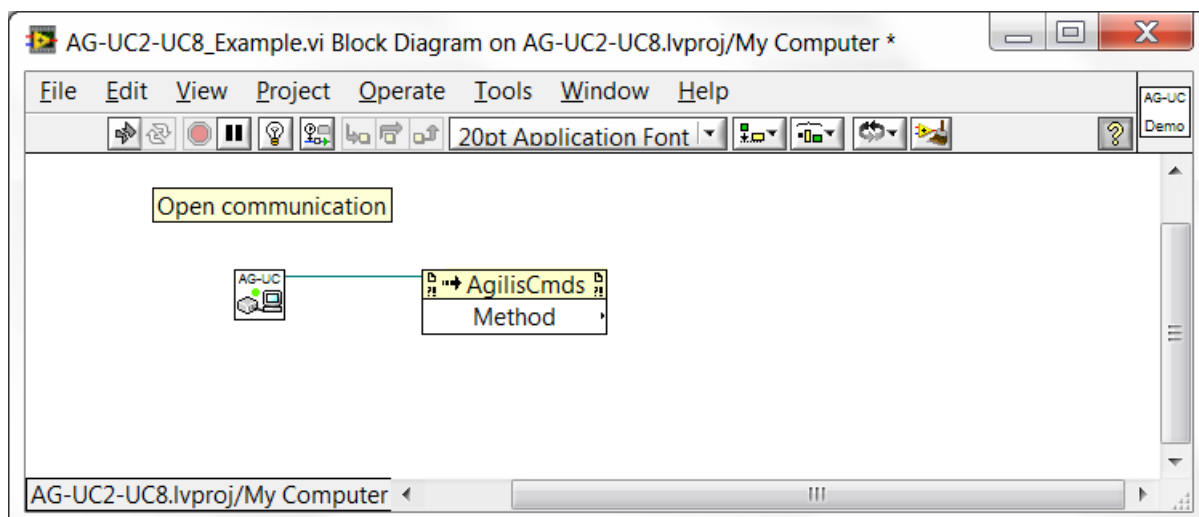 AG-UC2-UC8_Example.vi Block Diagram on AG-UC2-UC8.lvproj/My Computer *
File Edit View Project Operate Tools Window Help
AG-UC
Demo
20pt Application Font
Open communication
AG-UC
AgilisCmds
Method
AG-UC2-UC8.lvproj/My Computer